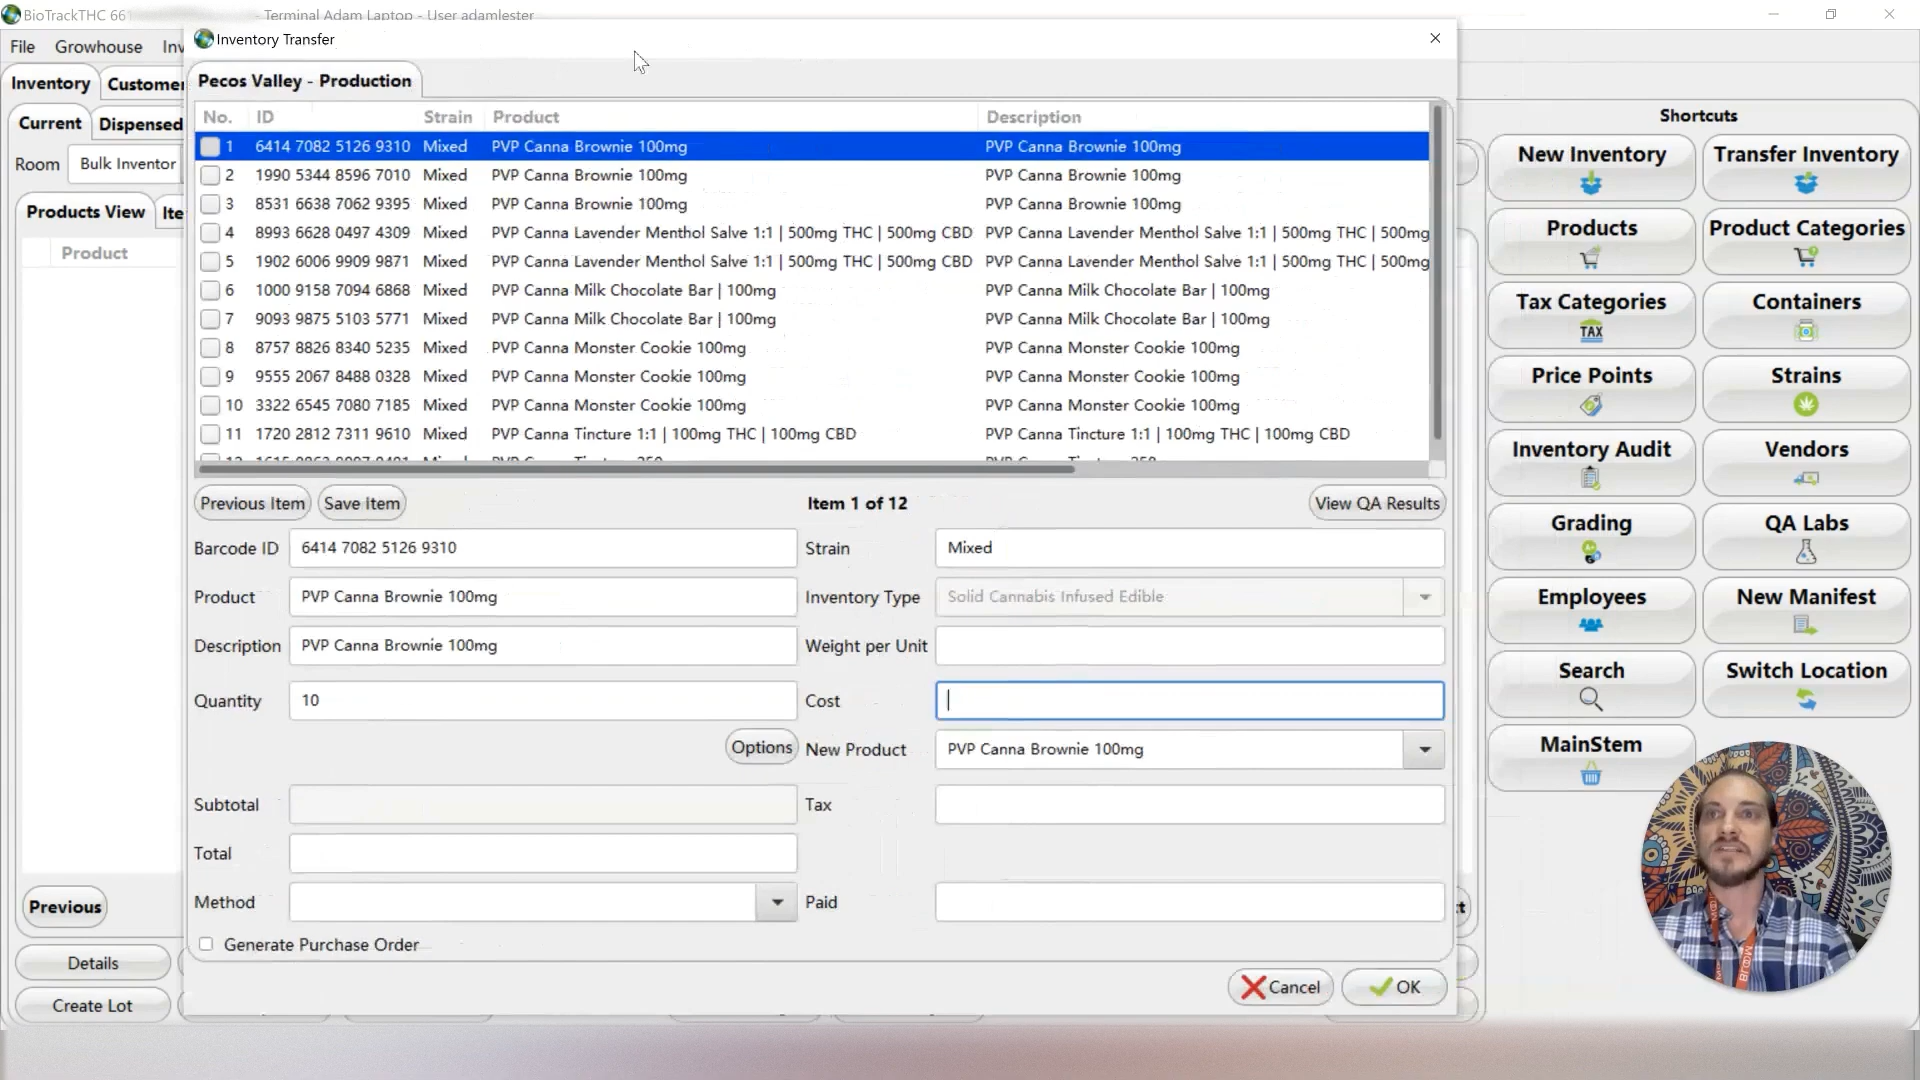 BioTrackTHC 661 - Terminal Adam Laptop - User adamlester
File Growhouse Inv
Inventory Customer
Current Dispensed
Room Bulk Inventor
Products View Ite
Product
Previous
Details
Create Lot
Inventory Transfer
Pecos Valley - Production
No. ID Strain Product Description
1 6414 7082 5126 9310 Mixed PVP Canna Brownie 100mg PVP Canna Brownie 100mg
2 1990 5344 8596 7010 Mixed PVP Canna Brownie 100mg PVP Canna Brownie 100mg
3 8531 6638 7062 9395 Mixed PVP Canna Brownie 100mg PVP Canna Brownie 100mg
4 8993 6628 0497 4309 Mixed PVP Canna Lavender Menthol Salve 1:1 | 500mg THC | 500mg CBD PVP Canna Lavender Menthol Salve 1:1 | 500mg THC | 500mg
5 1902 6006 9909 9871 Mixed PVP Canna Lavender Menthol Salve 1:1 | 500mg THC | 500mg CBD PVP Canna Lavender Menthol Salve 1:1 | 500mg THC | 500mg
6 1000 9158 7094 6868 Mixed PVP Canna Milk Chocolate Bar | 100mg PVP Canna Milk Chocolate Bar | 100mg
7 9093 9875 5103 5771 Mixed PVP Canna Milk Chocolate Bar | 100mg PVP Canna Milk Chocolate Bar | 100mg
8 8757 8826 8340 5235 Mixed PVP Canna Monster Cookie 100mg PVP Canna Monster Cookie 100mg
9 9555 2067 8488 0328 Mixed PVP Canna Monster Cookie 100mg PVP Canna Monster Cookie 100mg
10 3322 6545 7080 7185 Mixed PVP Canna Monster Cookie 100mg PVP Canna Monster Cookie 100mg
11 1720 2812 7311 9610 Mixed PVP Canna Tincture 1:1 | 100mg THC | 100mg CBD PVP Canna Tincture 1:1 | 100mg THC | 100mg CBD
Previous Item Save Item Item 1 of 12 View QA Results
Barcode ID 6414 7082 5126 9310 Strain Mixed
Product PVP Canna Brownie 100mg Inventory Type Solid Cannabis Infused Edible
Description PVP Canna Brownie 100mg Weight per Unit
Quantity 10 Cost
Options New Product PVP Canna Brownie 100mg
Subtotal Tax
Total
Method Paid
Generate Purchase Order
Cancel OK
Shortcuts
New Inventory Transfer Inventory
Products Product Categories
Tax Categories Containers
TAX
Price Points Strains
Inventory Audit Vendors
Grading QA Labs
Employees New Manifest
Search Switch Location
MainStem